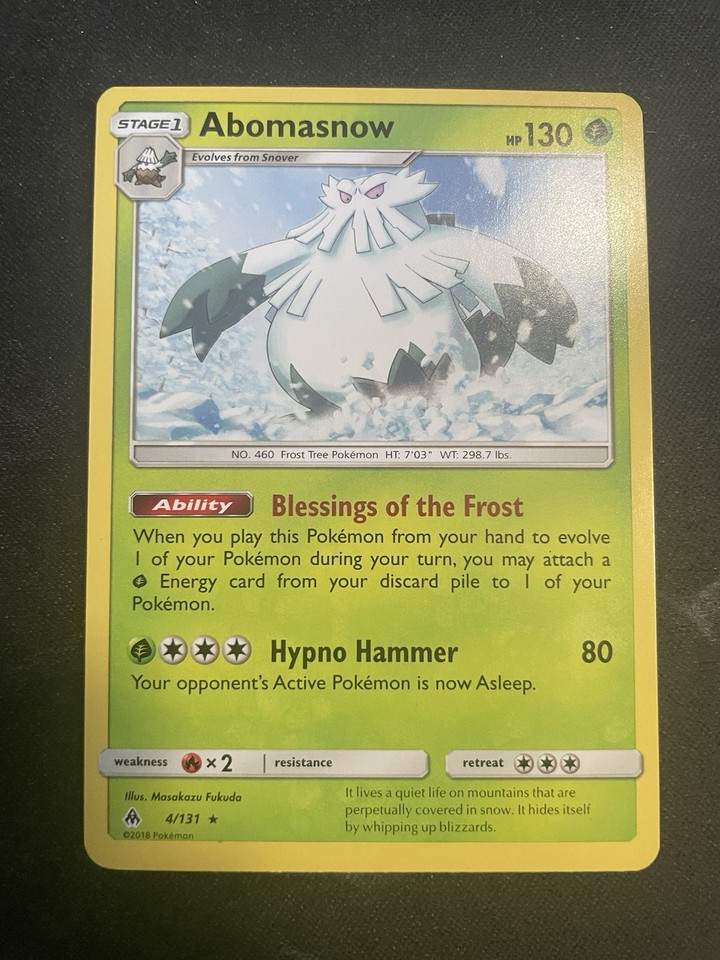 STAGE1
Abomasnow
HP 130
Evolves from Snover
NO. 460 Frost Tree Pokémon HT: 7'03" WT: 298.7 lbs.
Ability Blessings of the Frost
When you play this Pokémon from your hand to evolve
1 of your Pokémon during your turn, you may attach a
Energy card from your discard pile to 1 of your
Pokémon.
Hypno Hammer 80
Your opponent's Active Pokémon is now Asleep.
weakness ×2 resistance retreat
Illus. Masakazu Fukuda
4/131 ★
©2018 Pokémon
It lives a quiet life on mountains that are
perpetually covered in snow. It hides itself
by whipping up blizzards.